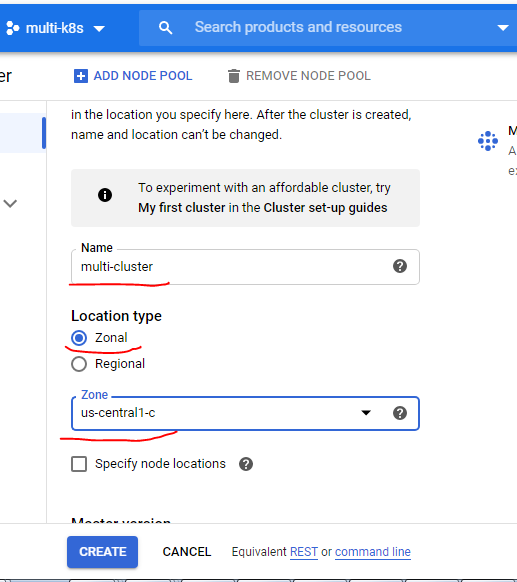 multi-k8s
Search products and resources
er
ADD NODE POOL
REMOVE NODE POOL
in the location you specify here. After the cluster is created,
name and location can't be changed.
To experiment with an affordable cluster, try
My first cluster in the Cluster set-up guides
Name
multi-cluster
Location type
Zonal
Regional
Zone
us-central1-c
Specify node locations
Master version
CREATE
CANCEL
Equivalent REST or command line
M
A
e